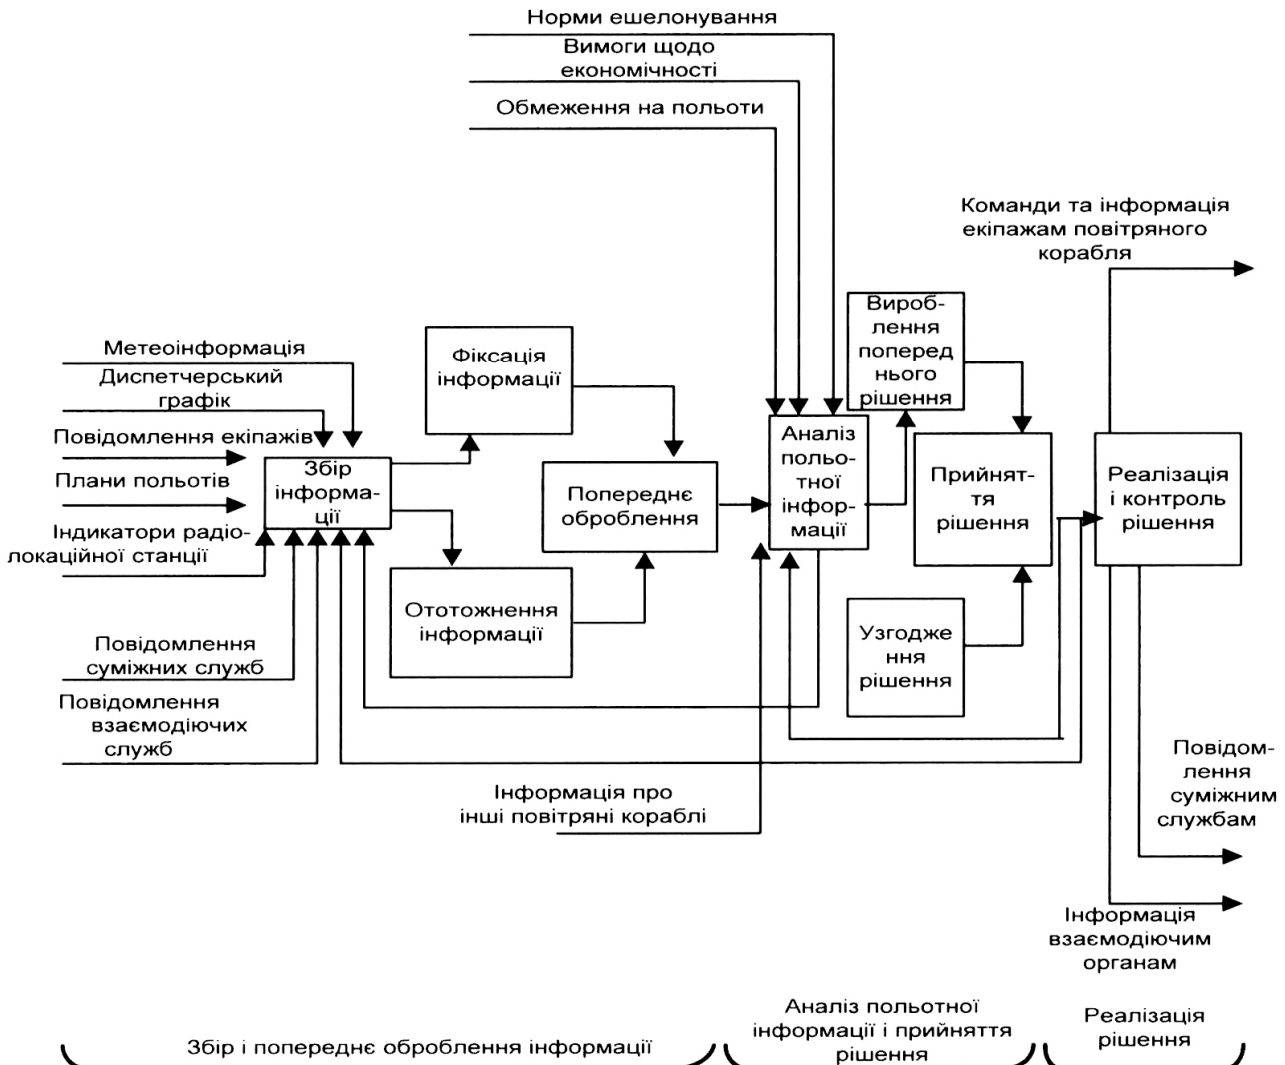 Норми ешелонування
Вимоги щодо
економічності
Обмеження на польоти
Команди та інформація
екіпажам повітряного
корабля
Метеоінформація
Диспетчерський
графік
Повідомлення екіпажів
Плани польотів
Індикатори радіо-
локаційної станції
Повідомлення
суміжних служб
Повідомлення
взаємодіючих
служб
Збір
інформа-
ції
Фіксація
інформації
Ототожнення
інформації
Попереднє
оброблення
Аналіз
польо-
тної
інфор-
мації
Вироб-
лення
поперед
нього
рішення
Прийнят-
тя
рішення
Узгодже
ння
рішення
Реалізація
і контроль
рішення
Інформація про
інші повітряні кораблі
Повідом-
лення
суміжним
службам
Інформація
взаємодіючим
органам
Збір і попереднє оброблення інформації
Аналіз польотної
інформації і прийняття
рішення
Реалізація
рішення